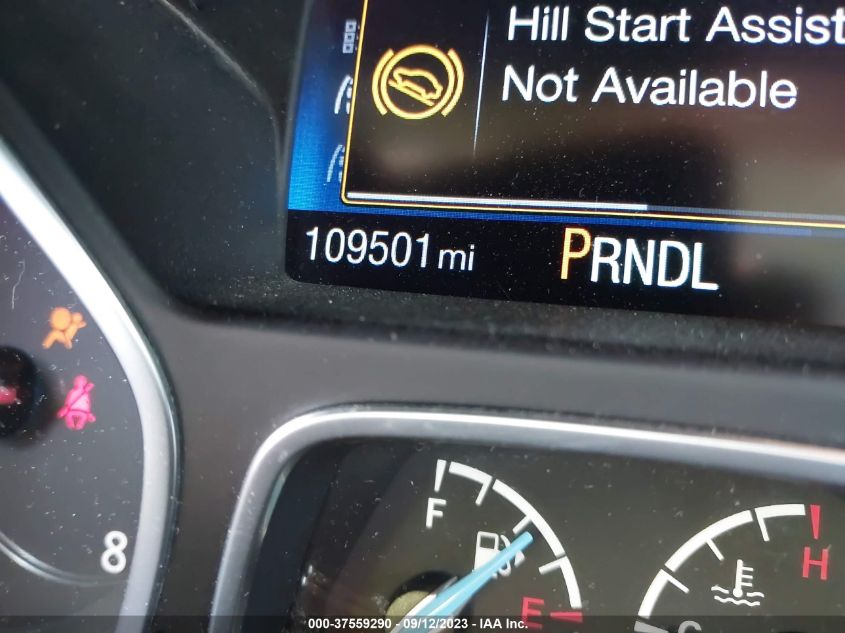 Hill Start Assist
Not Available
109501 mi
PRNDL
8
F
E
H
C
000-37559290 - 09/12/2023 - IAA Inc.